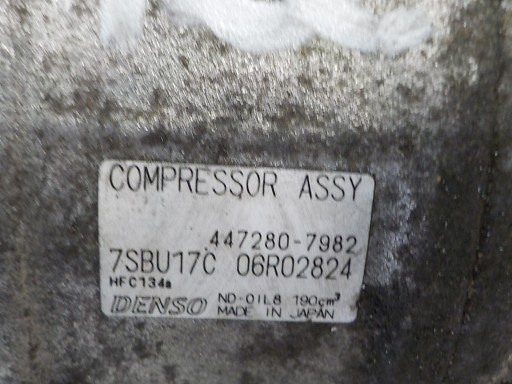 COMPRESSOR ASSY
447280-7982
7SBU17C 06R02824
HFC134a
DENSO ND-OIL8 190cm³
MADE IN JAPAN